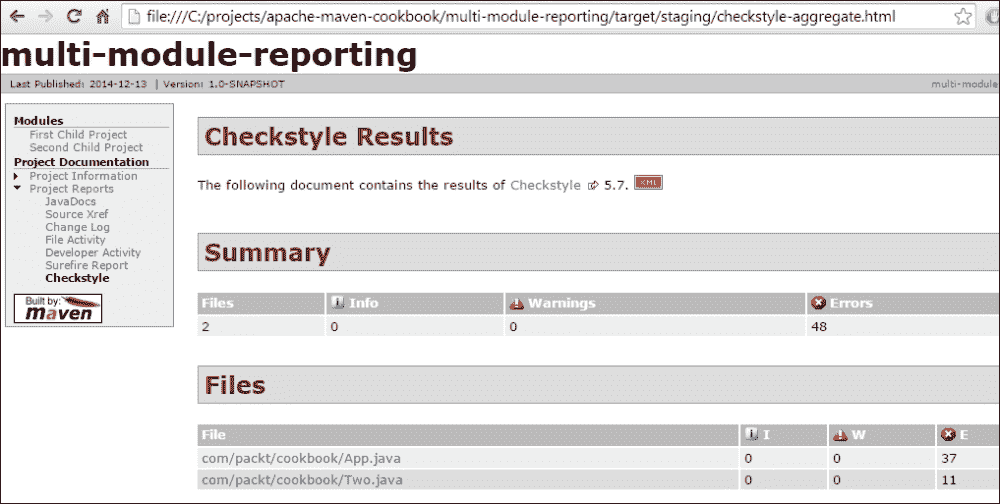 file:///C:/projects/apache-maven-cookbook/multi-module-reporting/target/staging/checkstyle-aggregate.html
multi-module-reporting
Last Published: 2014-12-13 | Version: 1.0-SNAPSHOT
multi-module
Modules
First Child Project
Second Child Project
Project Documentation
Project Information
Project Reports
JavaDocs
Source Xref
Change Log
File Activity
Developer Activity
Surefire Report
Checkstyle
Built by:
maven
Checkstyle Results
The following document contains the results of Checkstyle 5.7. XML
Summary
Files Info Warnings Errors
2 0 0 48
Files
File I W E
com/packt/cookbook/App.java 0 0 37
com/packt/cookbook/Two.java 0 0 11